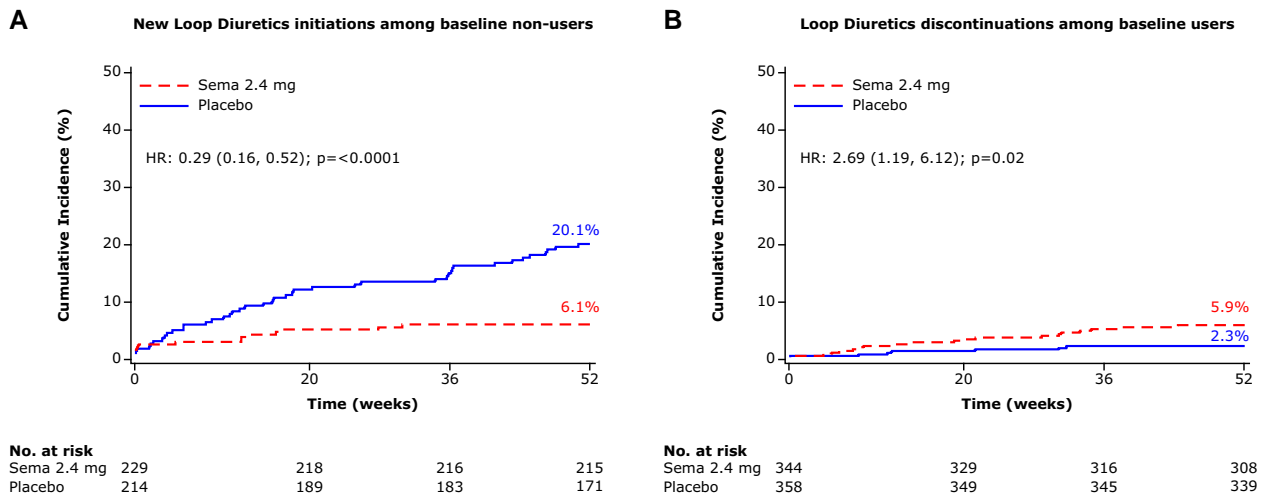 A
New Loop Diuretics initiations among baseline non-users
Cumulative Incidence (%)
50
40
30
20
10
0
Sema 2.4 mg
Placebo
HR: 0.29 (0.16, 0.52); p=<0.0001
20.1%
6.1%
0 20 36 52
Time (weeks)
No. at risk
Sema 2.4 mg 229 218 216 215
Placebo 214 189 183 171
B
Loop Diuretics discontinuations among baseline users
Cumulative Incidence (%)
50
40
30
20
10
0
Sema 2.4 mg
Placebo
HR: 2.69 (1.19, 6.12); p=0.02
5.9%
2.3%
0 20 36 52
Time (weeks)
No. at risk
Sema 2.4 mg 344 329 316 308
Placebo 358 349 345 339